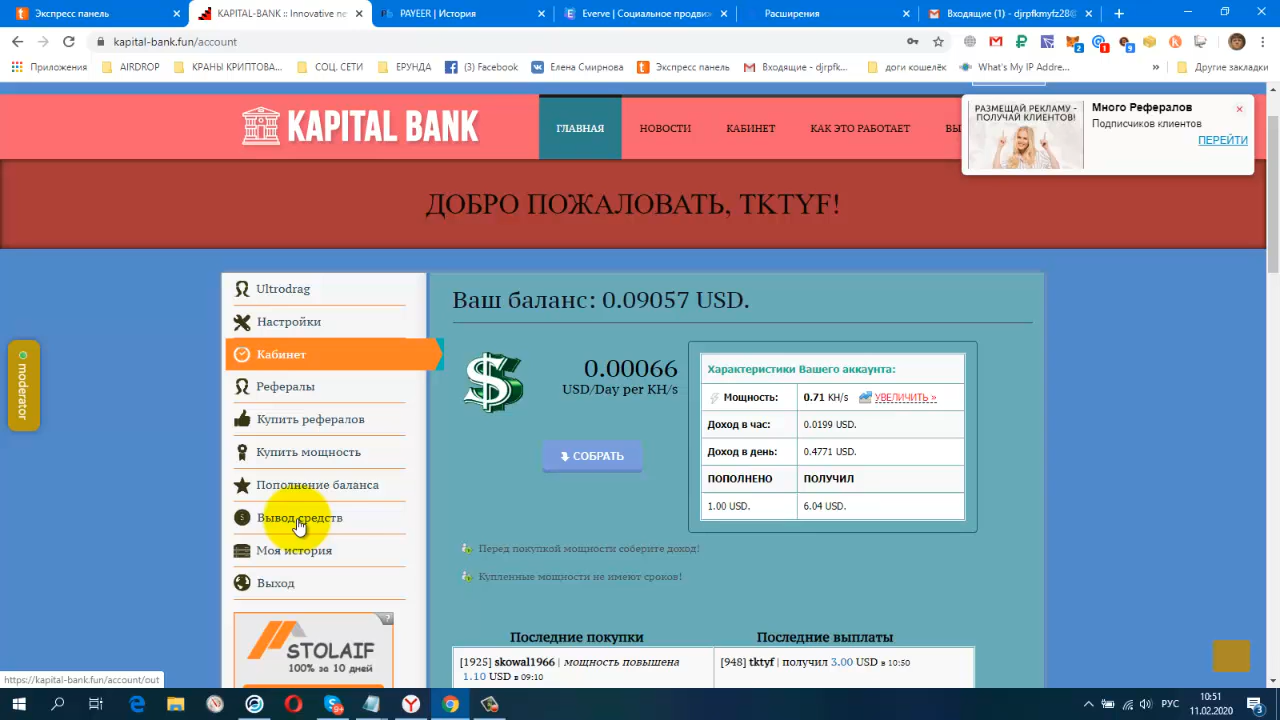 Экспресс панель
KAPITAL-BANK :: Innovative ne
PAYEER | История
Everve | Социальное продви
Расширения
Входящие (1) - djrpfkmyfz28@
kapital-bank.fun/account
Приложения
AIRDROP
КРАНЫ КРИПТОВА...
СОЦ. СЕТИ
ЕРУНДА
(3) Facebook
Елена Смирнова
Экспресс панель
Входящие - djrpfk...
доги кошелёк
What's My IP Addre...
»
Другие закладки
KAPITAL BANK
ГЛАВНАЯ
НОВОСТИ
КАБИНЕТ
КАК ЭТО РАБОТАЕТ
ВЫ
РАЗМЕЩАЙ РЕКЛАМУ -
ПОЛУЧАЙ КЛИЕНТОВ!
Много Рефералов
Подписчиков клиентов
ПЕРЕЙТИ
ДОБРО ПОЖАЛОВАТЬ, TKTYF!
moderator
Ultrodrag
Настройки
Кабинет
Рефералы
Купить рефералов
Купить мощность
Пополнение баланса
Вывод средств
Моя история
Выход
STOLAIF
100% за 10 дней
Ваш баланс: 0.09057 USD.
0.00066
USD/Day per KH/s
СОБРАТЬ
Характеристики Вашего аккаунта:
Мощность: 0.71 KH/s УВЕЛИЧИТЬ »
Доход в час: 0.0199 USD.
Доход в день: 0.4771 USD.
ПОПОЛНЕНО ПОЛУЧИЛ
1.00 USD. 6.04 USD.
Перед покупкой мощности соберите доход!
Купленные мощности не имеют сроков!
Последние покупки
[1925] skowal1966 | мощность повышена
1.10 USD в 09:10
Последние выплаты
[948] tktyf | получил 3.00 USD в 10:50
https://kapital-bank.fun/account/out
РУС
10:51
11.02.2020